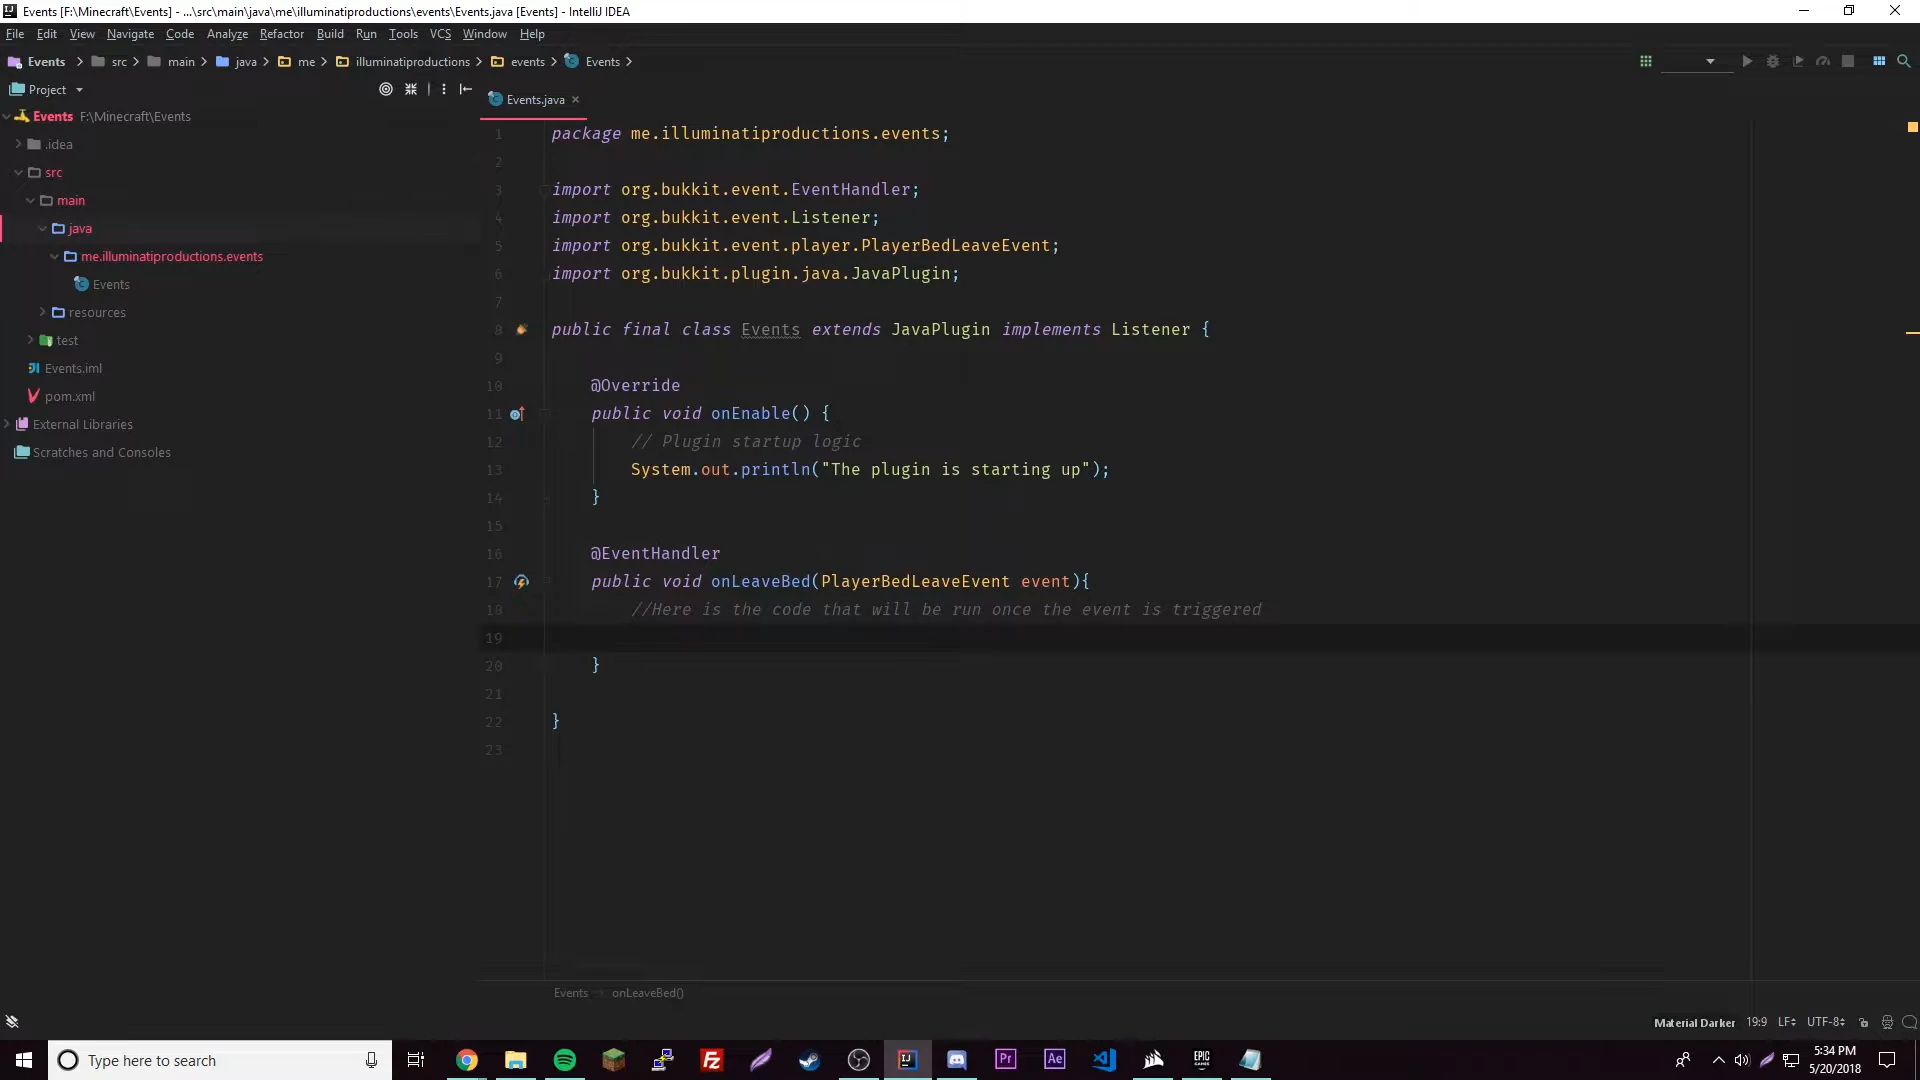 Events [F:\Minecraft\Events] - ...\src\main\java\me\illuminatiproductions\events\Events.java [Events] - IntelliJ IDEA
File Edit View Navigate Code Analyze Refactor Build Run Tools VCS Window Help
Events src main java me illuminatiproductions events Events
Project
Events F:\Minecraft\Events
.idea
src
main
java
me.illuminatiproductions.events
Events
resources
test
Events.iml
pom.xml
External Libraries
Scratches and Consoles
Events.java
1 package me.illuminatiproductions.events;
2
3 import org.bukkit.event.EventHandler;
4 import org.bukkit.event.Listener;
5 import org.bukkit.event.player.PlayerBedLeaveEvent;
6 import org.bukkit.plugin.java.JavaPlugin;
7
8 public final class Events extends JavaPlugin implements Listener {
9
10 @Override
11 public void onEnable() {
12 // Plugin startup logic
13 System.out.println("The plugin is starting up");
14 }
15
16 @EventHandler
17 public void onLeaveBed(PlayerBedLeaveEvent event){
18 //Here is the code that will be run once the event is triggered
19
20 }
21
22 }
23
Events onLeaveBed()
Material Darker 19:9 LF UTF-8
Type here to search
Pr Ae EPIC GAMES
5:34 PM
5/20/2018